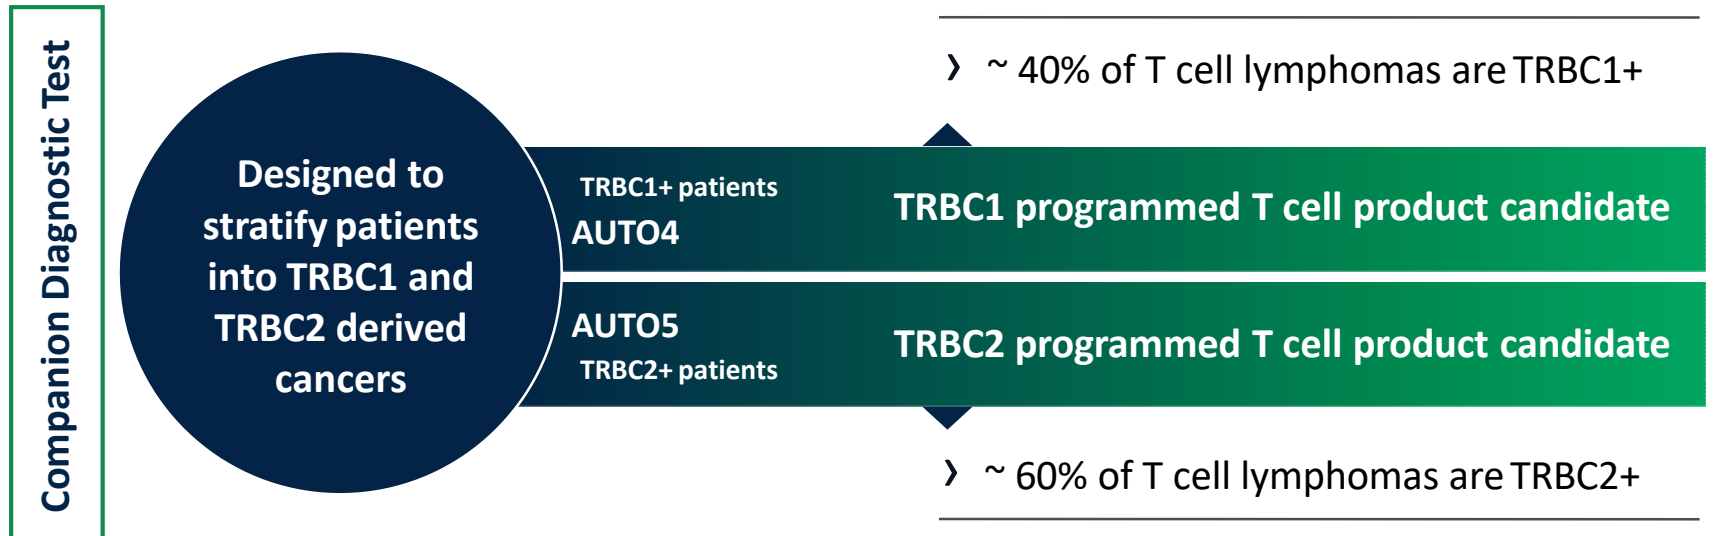 Companion Diagnostic Test
Designed to
stratify patients
into TRBC1 and
TRBC2 derived
cancers
❯ ~ 40% of T cell lymphomas are TRBC1+
TRBC1+ patients
AUTO4
TRBC1 programmed T cell product candidate
AUTO5
TRBC2+ patients
TRBC2 programmed T cell product candidate
❯ ~ 60% of T cell lymphomas are TRBC2+